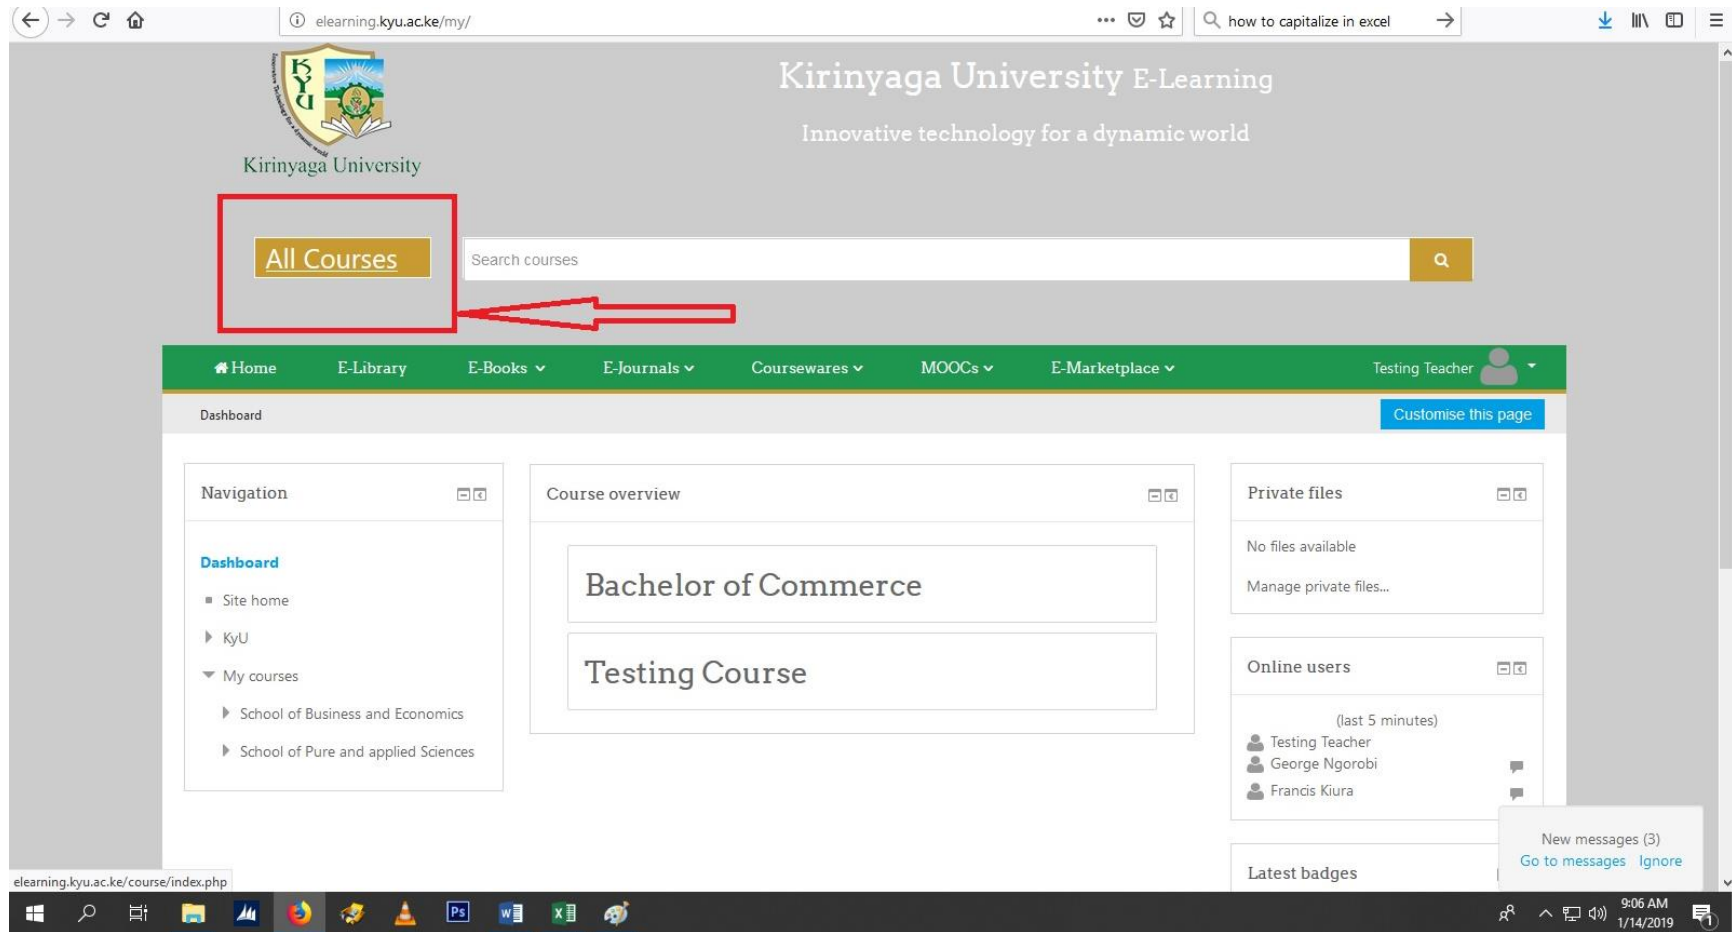 elearning.kyu.ac.ke/my/
how to capitalize in excel
KYU
Kirinyaga University
Kirinyaga University E-Learning
Innovative technology for a dynamic world
All Courses
Search courses
Home E-Library E-Books E-Journals Coursewares MOOCs E-Marketplace Testing Teacher
Dashboard
Customise this page
Navigation
Dashboard
Site home
KyU
My courses
School of Business and Economics
School of Pure and applied Sciences
Course overview
Bachelor of Commerce
Testing Course
Private files
No files available
Manage private files...
Online users
(last 5 minutes)
Testing Teacher
George Ngorobi
Francis Kiura
Latest badges
New messages (3)
Go to messages Ignore
elearning.kyu.ac.ke/course/index.php
Ps
9:06 AM
1/14/2019
1